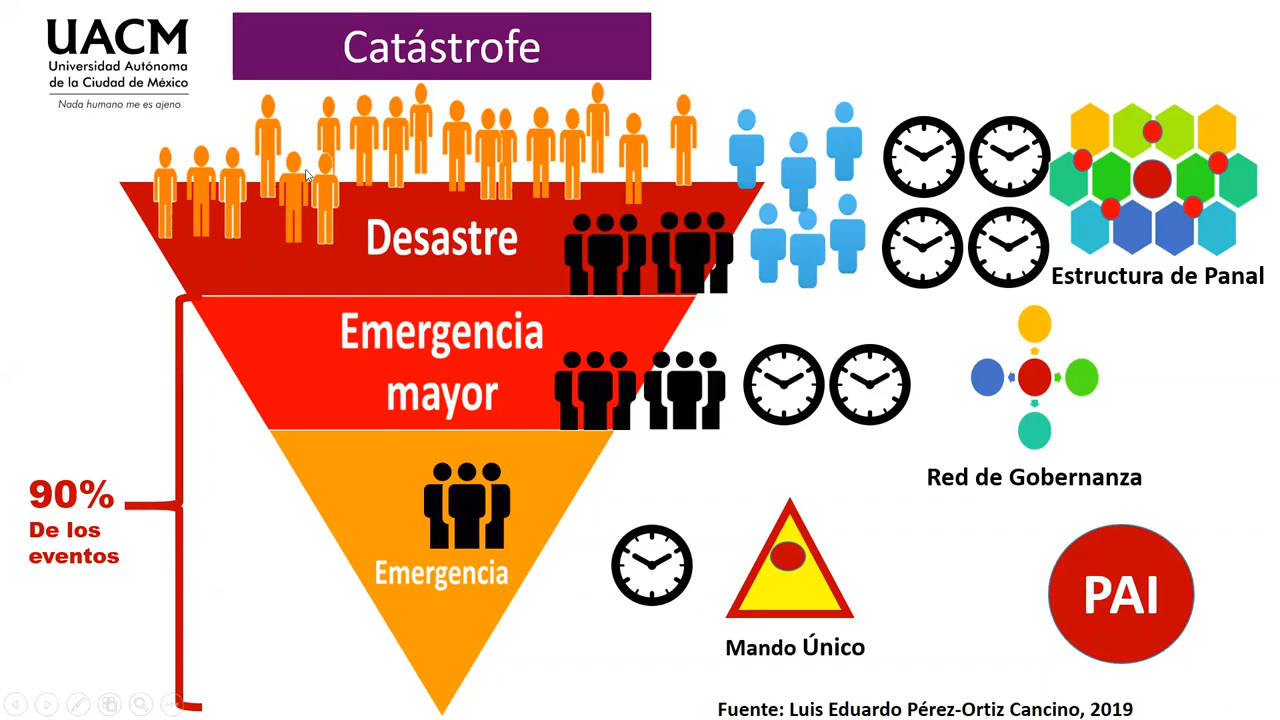 UACM
Universidad Autónoma
de la Ciudad de México
Nada humano me es ajeno
Catástrofe
Desastre
Estructura de Panal
Emergencia
mayor
Red de Gobernanza
90%
De los
eventos
Emergencia
Mando Único
PAI
Fuente: Luis Eduardo Pérez-Ortiz Cancino, 2019